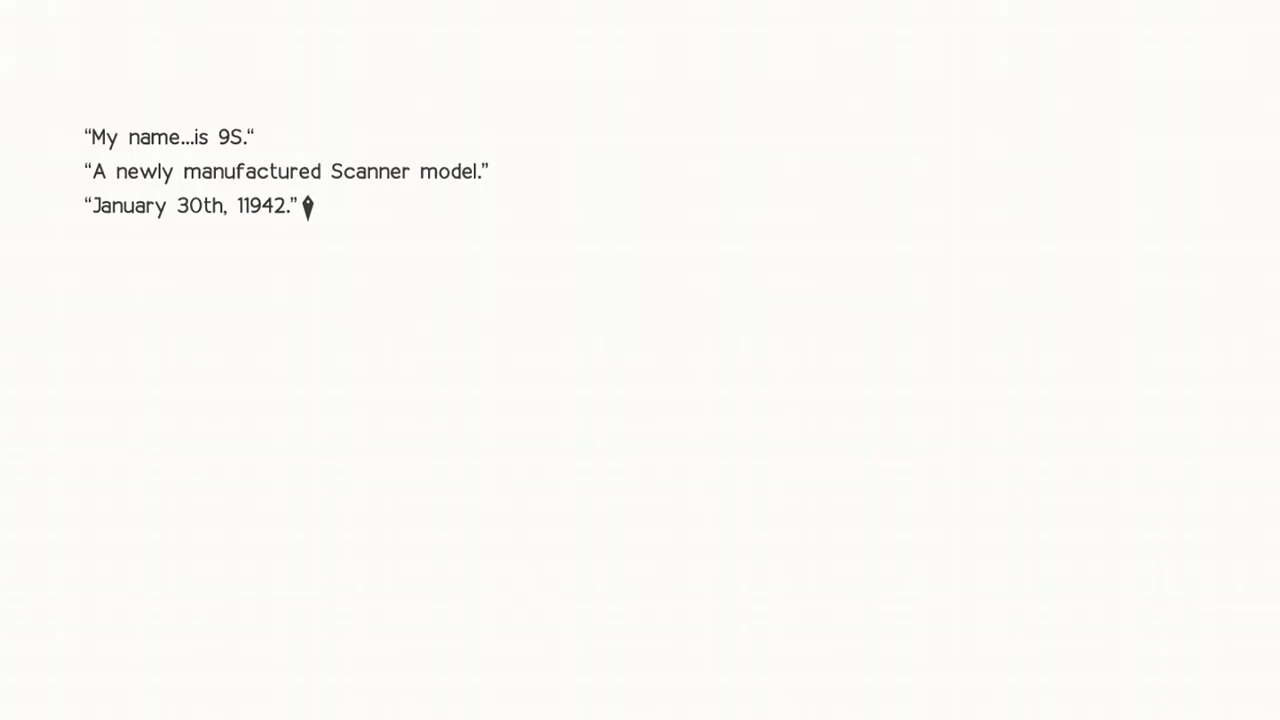 “My name...is 9S.“
“A newly manufactured Scanner model.”
“January 30th, 11942.”